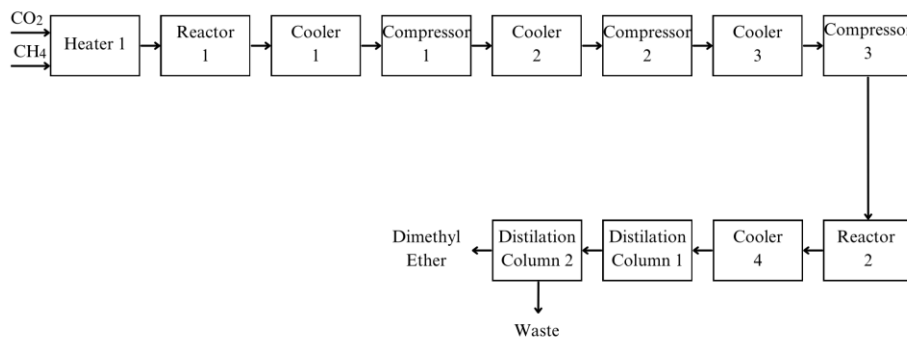 CO₂
CH4
Heater 1
Reactor
1
Cooler
1
Compressor
1
Cooler
2
Compressor
2
Cooler
3
Compressor
3
Dimethyl
Ether
Distilation
Column 2
Distilation
Column 1
Cooler
4
Reactor
2
Waste